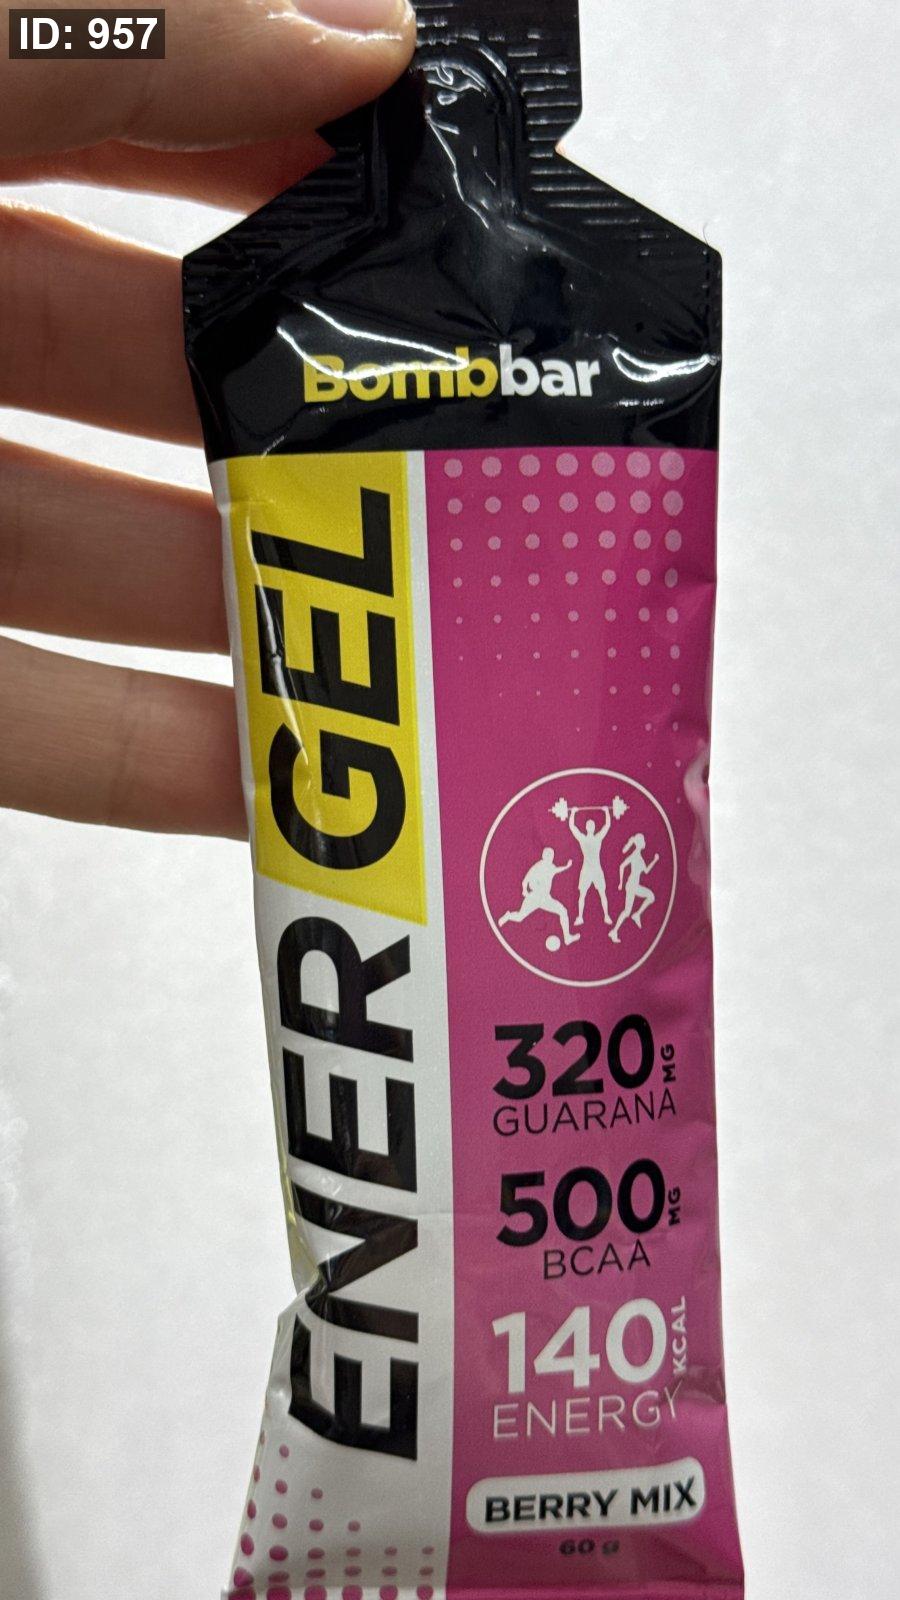 ID: 957
Bombbar
ENERGEL
320 MG
GUARANA
500 MG
BCAA
140 KCAL
ENERGY
BERRY MIX
60 g